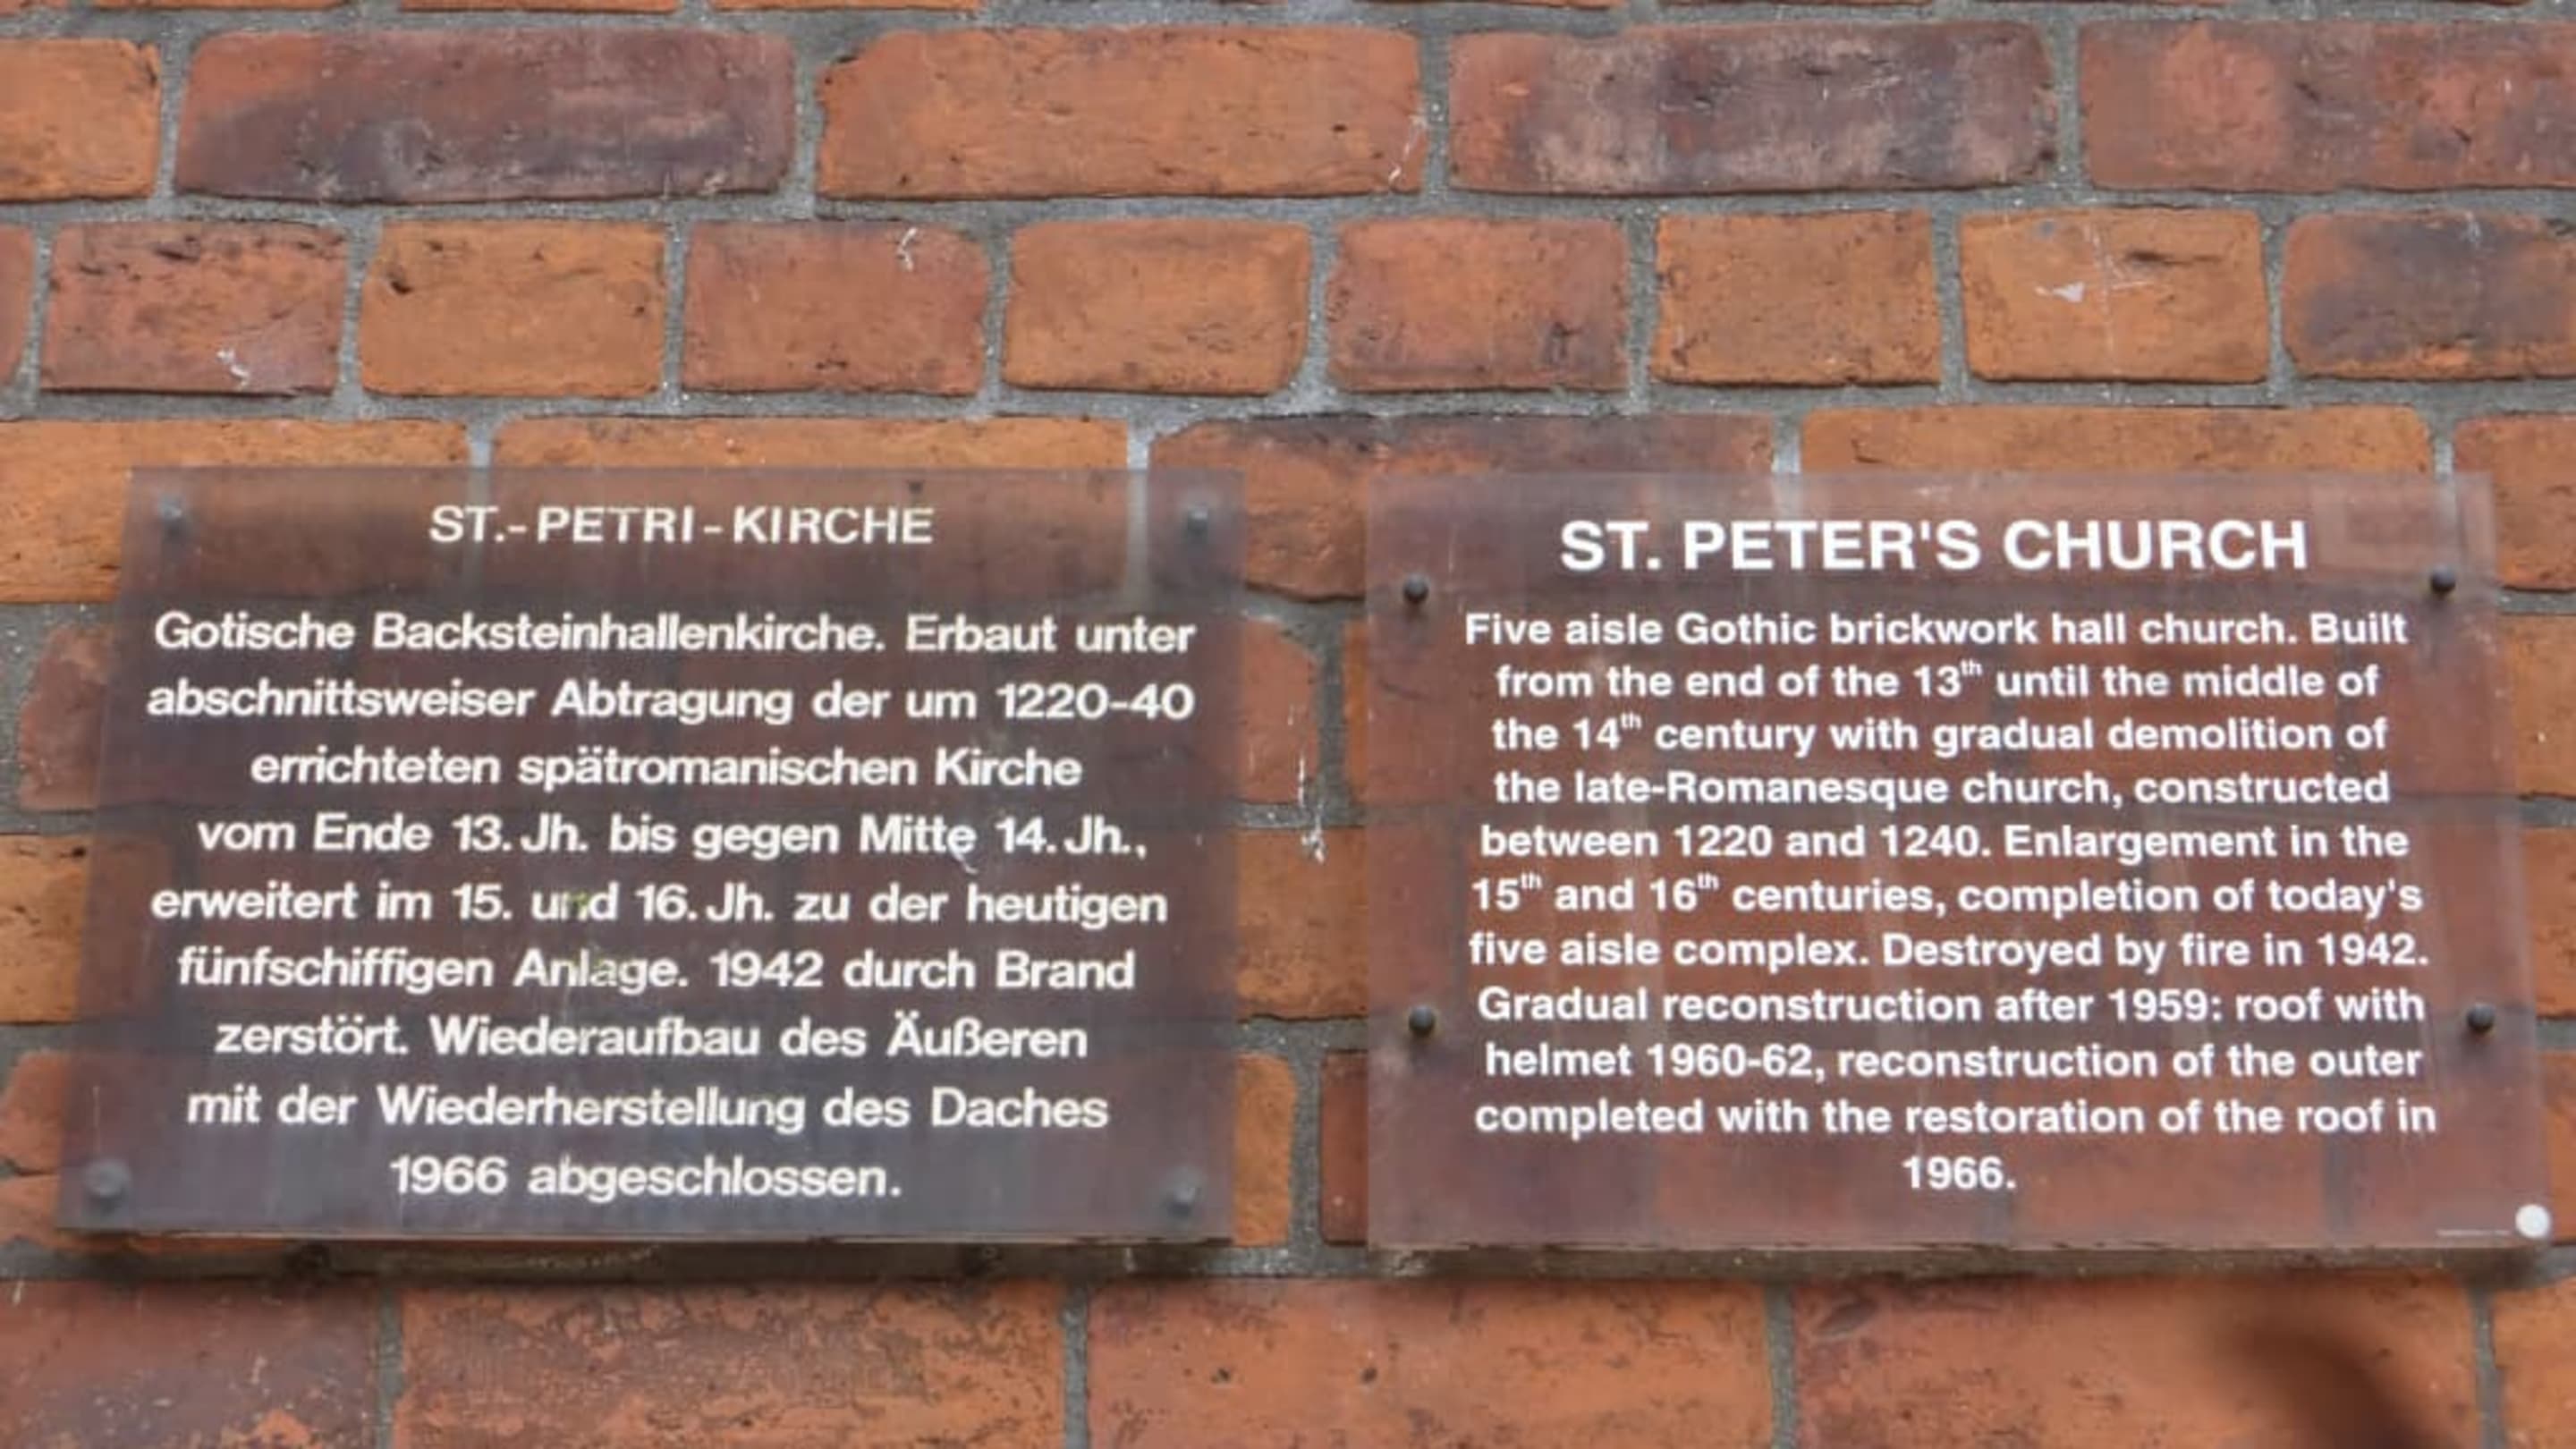 ST.-PETRI-KIRCHE
Gotische Backsteinhallenkirche. Erbaut unter
abschnittsweiser Abtragung der um 1220-40
errichteten spätromanischen Kirche
vom Ende 13. Jh. bis gegen Mitte 14. Jh.,
erweitert im 15. und 16. Jh. zu der heutigen
fünfschiffigen Anlage. 1942 durch Brand
zerstört. Wiederaufbau des Äußeren
mit der Wiederherstellung des Daches
1966 abgeschlossen.
ST. PETER'S CHURCH
Five aisle Gothic brickwork hall church. Built
from the end of the 13th until the middle of
the 14th century with gradual demolition of
the late-Romanesque church, constructed
between 1220 and 1240. Enlargement in the
15th and 16th centuries, completion of today's
five aisle complex. Destroyed by fire in 1942.
Gradual reconstruction after 1959: roof with
helmet 1960-62, reconstruction of the outer
completed with the restoration of the roof in
1966.